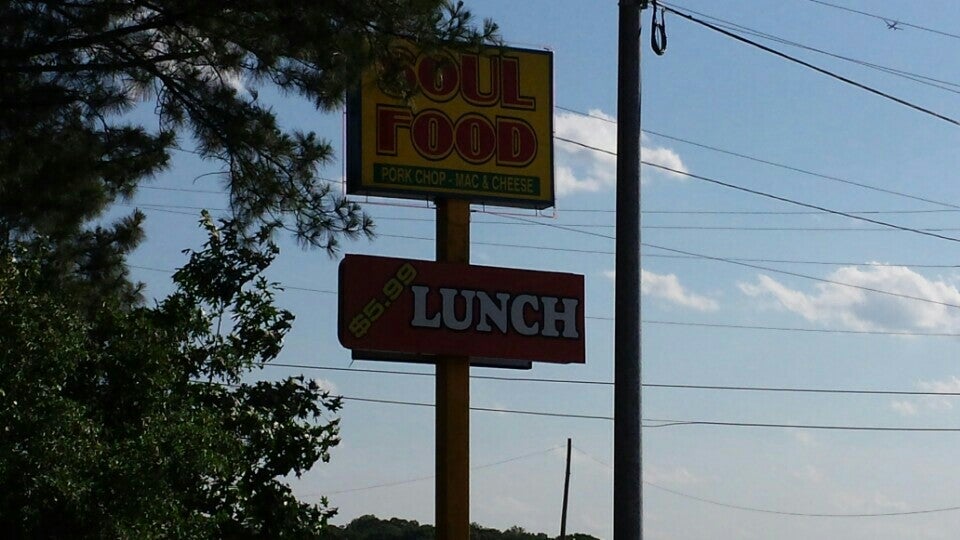 SOUL
FOOD
PORK CHOP - MAC & CHEESE
$5.99 LUNCH